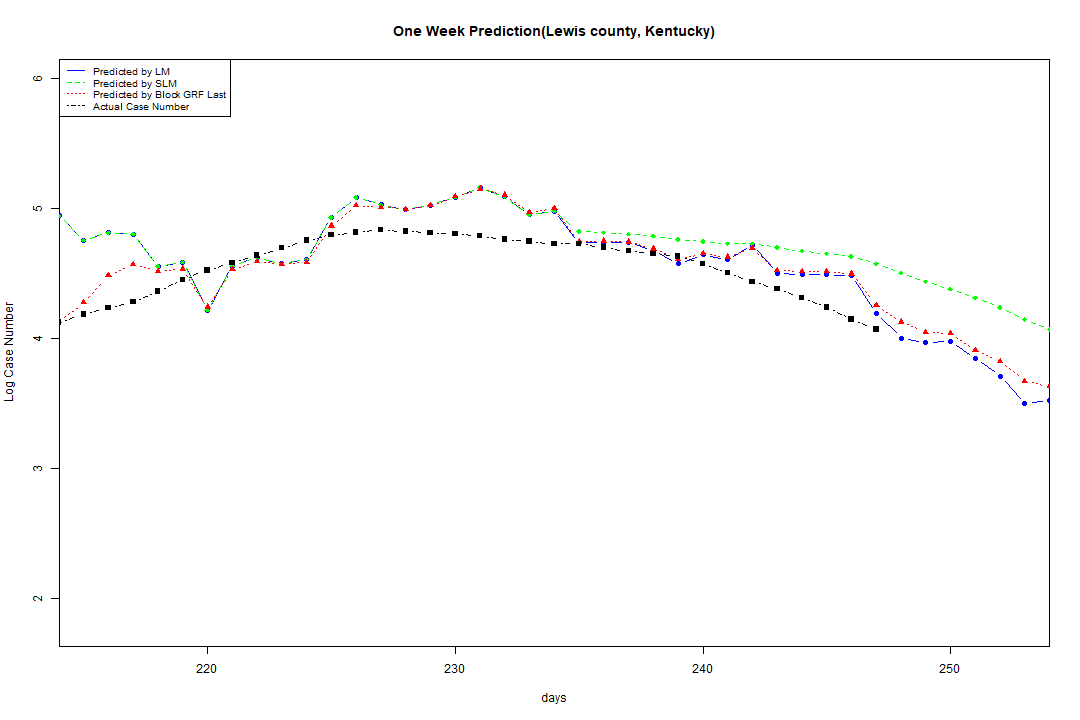 One Week Prediction(Lewis county, Kentucky)
Predicted by LM
Predicted by SLM
Predicted by Block GRF Last
Actual Case Number
Log Case Number
6
5
4
3
2
220
230
240
250
days